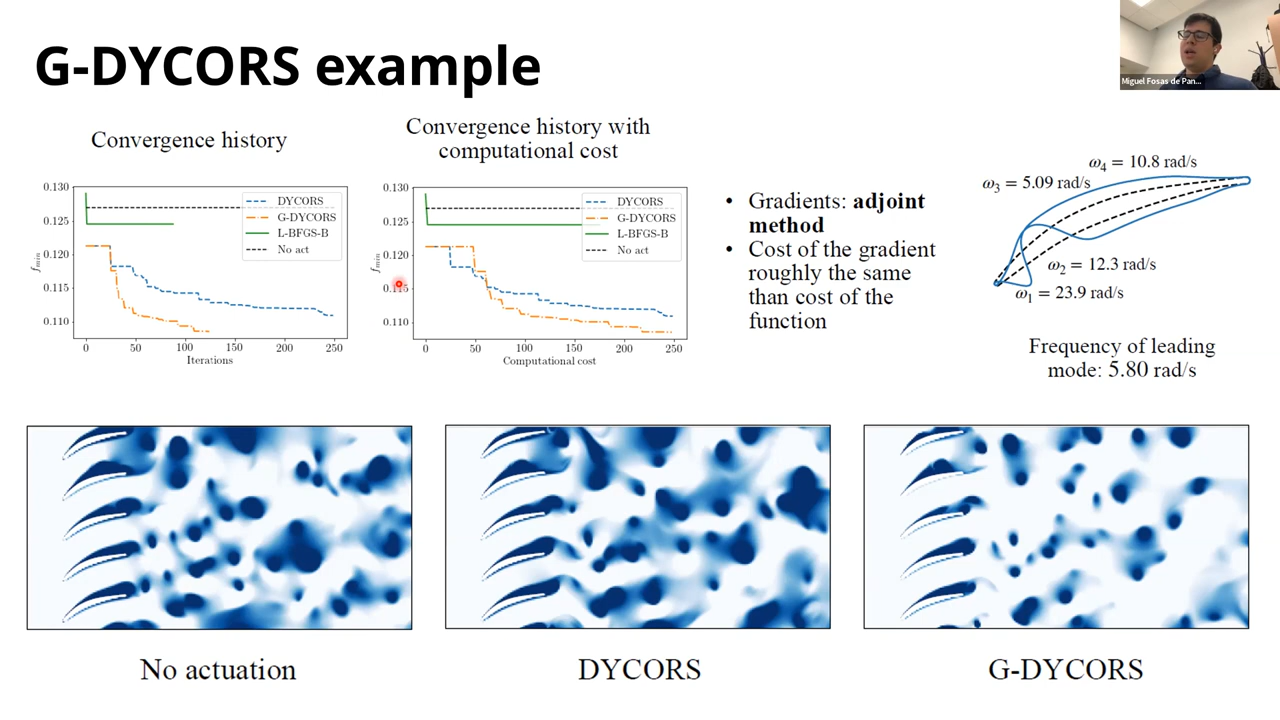 G-DYCORS example
Miguel Fosas de Pan...
Convergence history
0.130
0.125
0.120
0.115
0.110
f_min
DYCORS
G-DYCORS
L-BFGS-B
No act
0 50 100 150 200 250
Iterations
Convergence history with
computational cost
0.130
0.125
0.120
0.115
0.110
f_min
DYCORS
G-DYCORS
L-BFGS-B
No act
0 50 100 150 200 250
Computational cost
• Gradients: adjoint
method
• Cost of the gradient
roughly the same
than cost of the
function
ω₄ = 10.8 rad/s
ω₃ = 5.09 rad/s
ω₂ = 12.3 rad/s
ω₁ = 23.9 rad/s
Frequency of leading
mode: 5.80 rad/s
No actuation
DYCORS
G-DYCORS